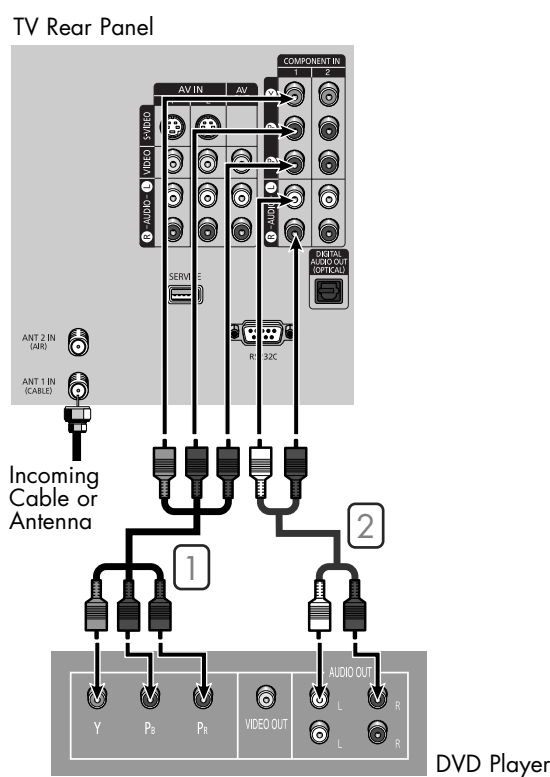 TV Rear Panel
COMPONENT IN
1 2
AV IN AV
2
Y
S-VIDEO
VIDEO
L
R - AUDIO - L
R - AUDIO
DIGITAL
AUDIO OUT
(OPTICAL)
SERVICE
ANT 2 IN
(AIR)
ANT 1 IN
(CABLE)
Incoming
Cable or
Antenna
1
2
AUDIO OUT
Y
PB
PR
VIDEO OUT
L
R
L
R
DVD Player